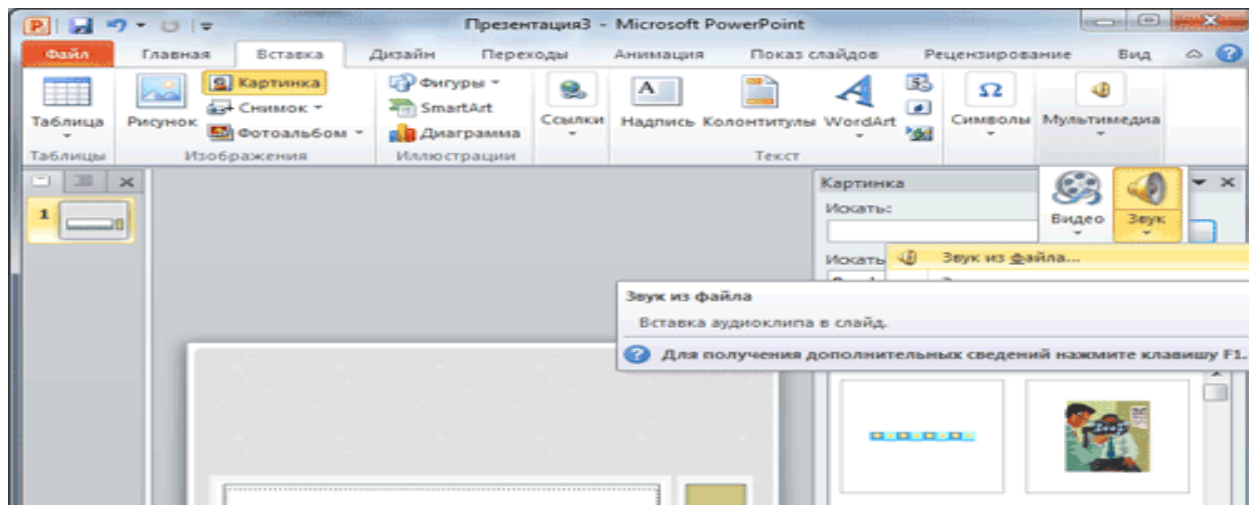 Презентация3 - Microsoft PowerPoint
Файл Главная Вставка Дизайн Переходы Анимация Показ слайдов Рецензирование Вид
Таблица
Рисунок
Картинка
Снимок
Фотоальбом
Фигуры
SmartArt
Диаграмма
Ссылки
Надпись
Колонтитулы
WordArt
Символы
Мультимедиа
Таблицы Изображения Иллюстрации Текст
1
Картинка
Искать:
Видео
Звук
Искать
Звук из файла...
Звук из файла
Вставка аудиоклипа в слайд.
Для получения дополнительных сведений нажмите клавишу F1.